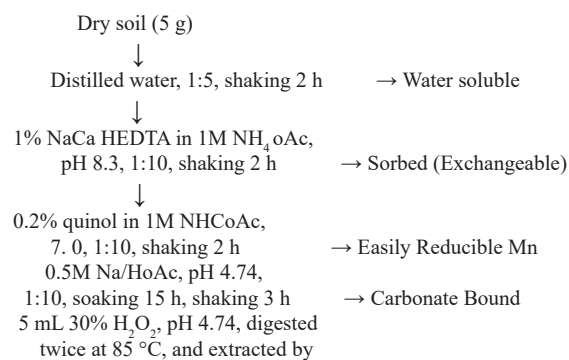 Dry soil (5 g)
↓
Distilled water, 1:5, shaking 2 h → Water soluble
↓
1% NaCa HEDTA in 1M NH₄ oAc,
pH 8.3, 1:10, shaking 2 h → Sorbed (Exchangeable)
↓
0.2% quinol in 1M NHCoAc,
7. 0, 1:10, shaking 2 h → Easily Reducible Mn
0.5M Na/HoAc, pH 4.74,
1:10, soaking 15 h, shaking 3 h → Carbonate Bound
5 mL 30% H₂O₂, pH 4.74, digested
twice at 85 °C, and extracted by